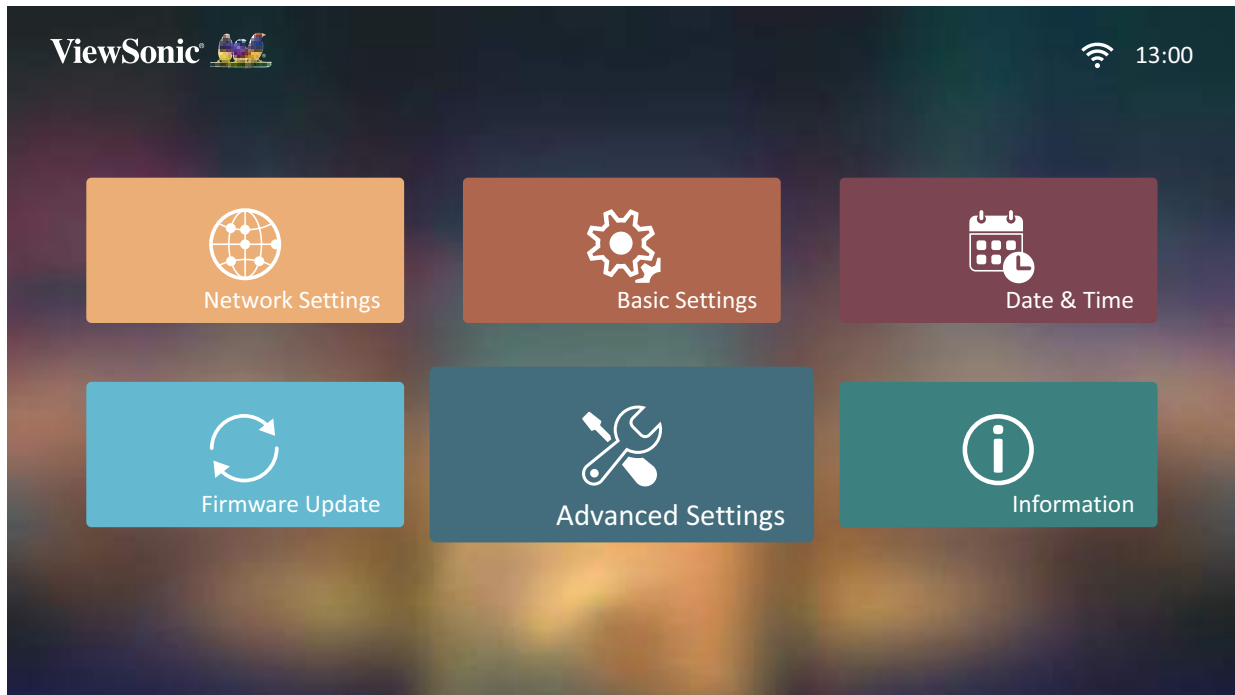 ViewSonic®
13:00
Network Settings
Basic Settings
Date & Time
Firmware Update
Advanced Settings
Information